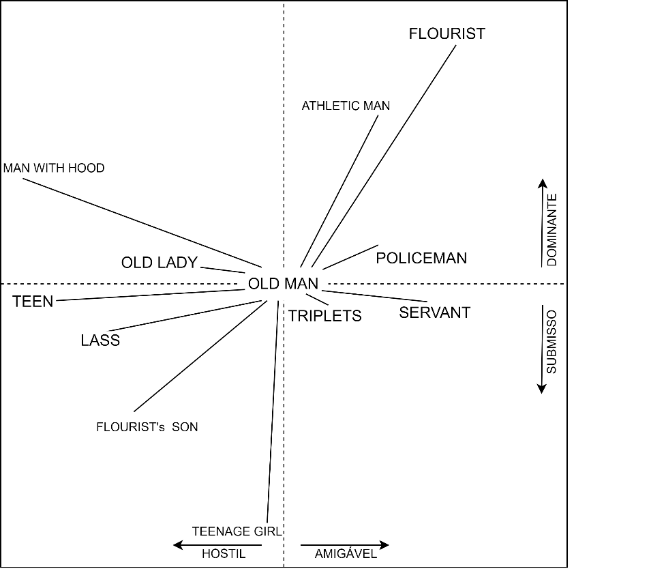 FLOURIST
ATHLETIC MAN
MAN WITH HOOD
DOMINANTE
OLD LADY
POLICEMAN
OLD MAN
TEEN
TRIPLETS
SERVANT
LASS
SUBMISSO
FLOURIST's SON
TEENAGE GIRL
HOSTIL
AMIGÁVEL